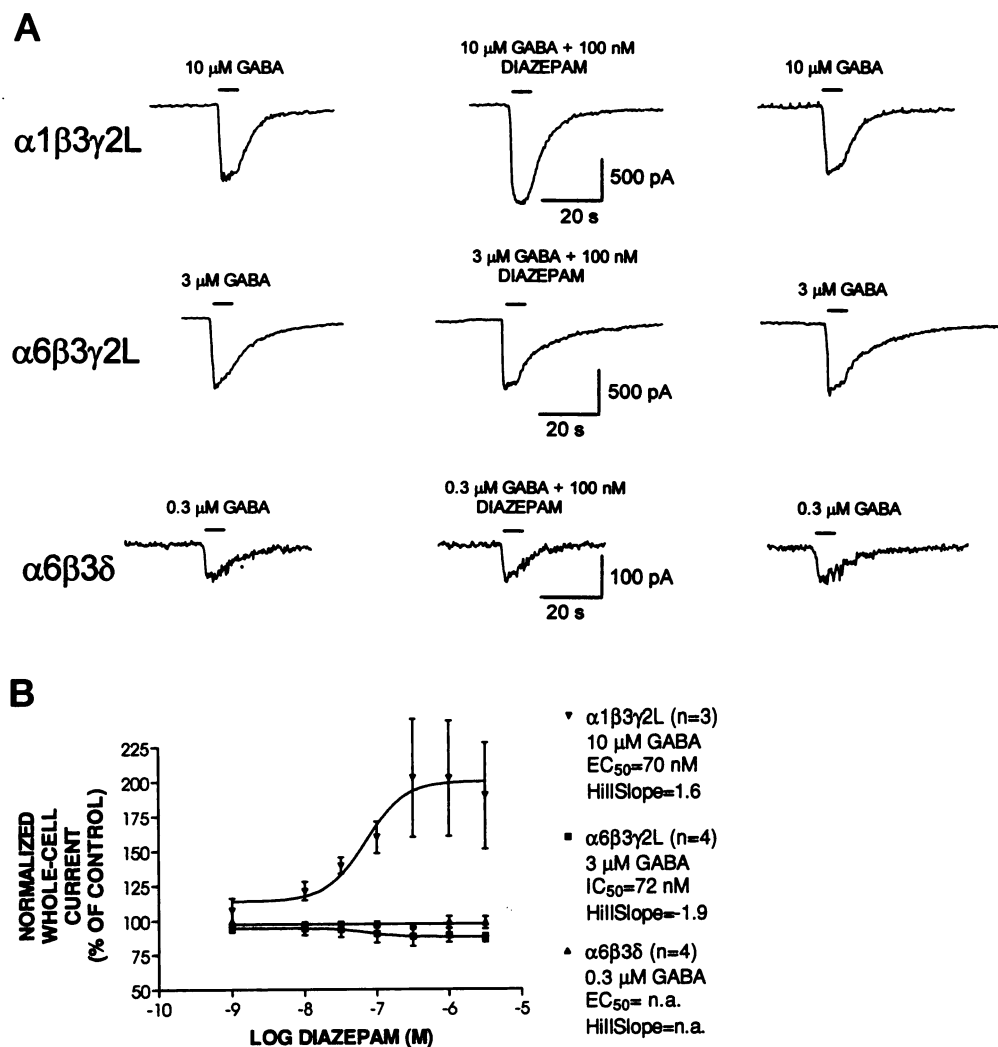 A
10 μM GABA
10 μM GABA + 100 nM
DIAZEPAM
10 μM GABA
α1β3γ2L
500 pA
20 s
3 μM GABA
3 μM GABA + 100 nM
DIAZEPAM
3 μM GABA
α6β3γ2L
500 pA
20 s
0.3 μM GABA
0.3 μM GABA + 100 nM
DIAZEPAM
0.3 μM GABA
α6β3δ
100 pA
20 s
B
NORMALIZED
WHOLE-CELL
CURRENT
(% OF CONTROL)
225
200
175
150
125
100
75
50
-10
-9
-8
-7
-6
-5
LOG DIAZEPAM (M)
α1β3γ2L (n=3)
10 μM GABA
EC50=70 nM
HillSlope=1.6
α6β3γ2L (n=4)
3 μM GABA
IC50=72 nM
HillSlope=-1.9
α6β3δ (n=4)
0.3 μM GABA
EC50= n.a.
HillSlope=n.a.